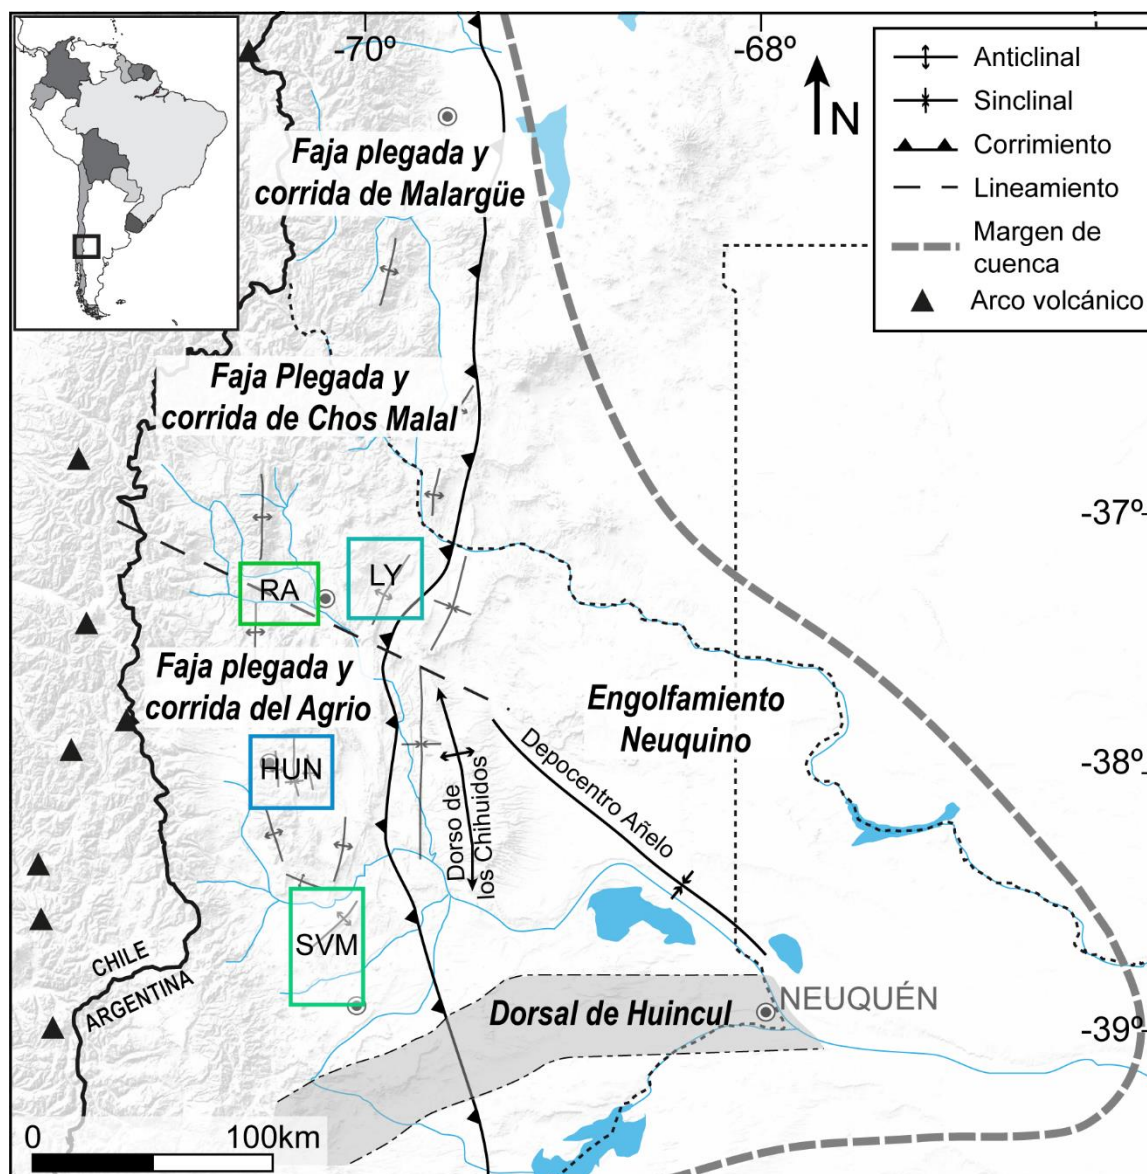 -70º
-68º
N
Anticlinal
Sinclinal
Corrimiento
Lineamiento
Margen de
cuenca
Arco volcánico
Faja plegada y
corrida de Malargüe
Faja Plegada y
corrida de Chos Malal
-37º
RA
LY
Faja plegada y
corrida del Agrio
Engolfamiento
Neuquino
HUN
-38º
Dorso de
los Chihuidos
Depocentro Añelo
SVM
CHILE
ARGENTINA
Dorsal de Huincul
NEUQUÉN
-39º
0
100km